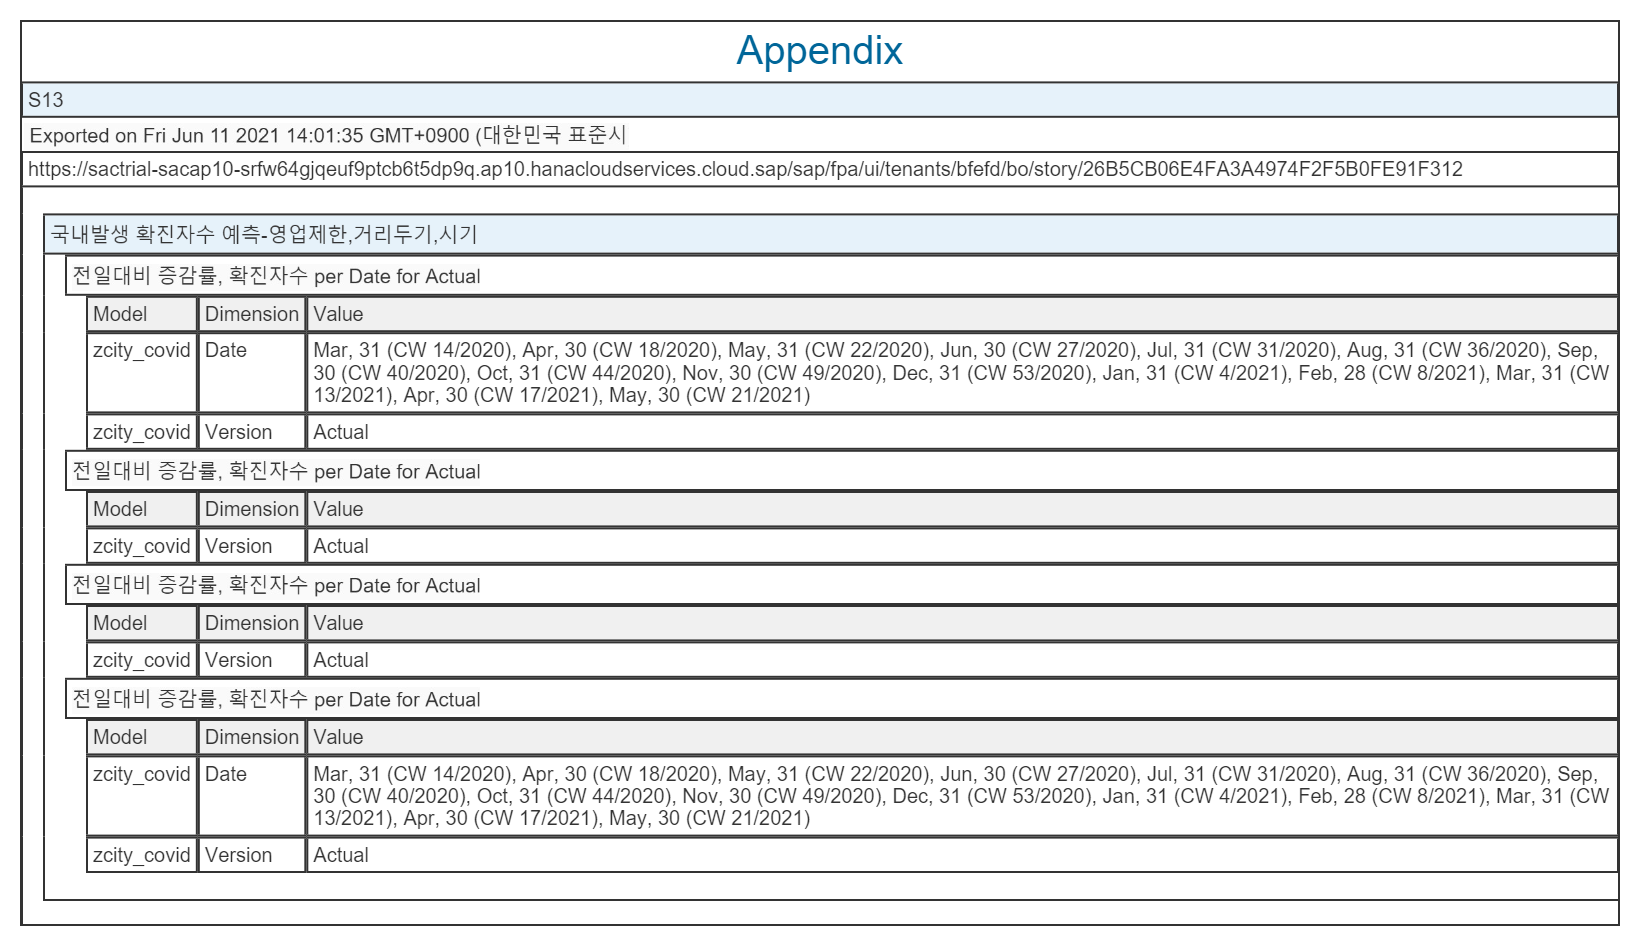 Appendix
S13
Exported on Fri Jun 11 2021 14:01:35 GMT+0900 (대한민국 표준시
https://sactrial-sacap10-srfw64gjqeuf9ptcb6t5dp9q.ap10.hanacloudservices.cloud.sap/sap/fpa/ui/tenants/bfefd/bo/story/26B5CB06E4FA3A4974F2F5B0FE91F312
국내발생 확진자수 예측-영업제한,거리두기,시기
전일대비 증감률, 확진자수 per Date for Actual
Model Dimension Value
zcity_covid Date Mar, 31 (CW 14/2020), Apr, 30 (CW 18/2020), May, 31 (CW 22/2020), Jun, 30 (CW 27/2020), Jul, 31 (CW 31/2020), Aug, 31 (CW 36/2020), Sep,
30 (CW 40/2020), Oct, 31 (CW 44/2020), Nov, 30 (CW 49/2020), Dec, 31 (CW 53/2020), Jan, 31 (CW 4/2021), Feb, 28 (CW 8/2021), Mar, 31 (CW
13/2021), Apr, 30 (CW 17/2021), May, 30 (CW 21/2021)
zcity_covid Version Actual
전일대비 증감률, 확진자수 per Date for Actual
Model Dimension Value
zcity_covid Version Actual
전일대비 증감률, 확진자수 per Date for Actual
Model Dimension Value
zcity_covid Version Actual
전일대비 증감률, 확진자수 per Date for Actual
Model Dimension Value
zcity_covid Date Mar, 31 (CW 14/2020), Apr, 30 (CW 18/2020), May, 31 (CW 22/2020), Jun, 30 (CW 27/2020), Jul, 31 (CW 31/2020), Aug, 31 (CW 36/2020), Sep,
30 (CW 40/2020), Oct, 31 (CW 44/2020), Nov, 30 (CW 49/2020), Dec, 31 (CW 53/2020), Jan, 31 (CW 4/2021), Feb, 28 (CW 8/2021), Mar, 31 (CW
13/2021), Apr, 30 (CW 17/2021), May, 30 (CW 21/2021)
zcity_covid Version Actual